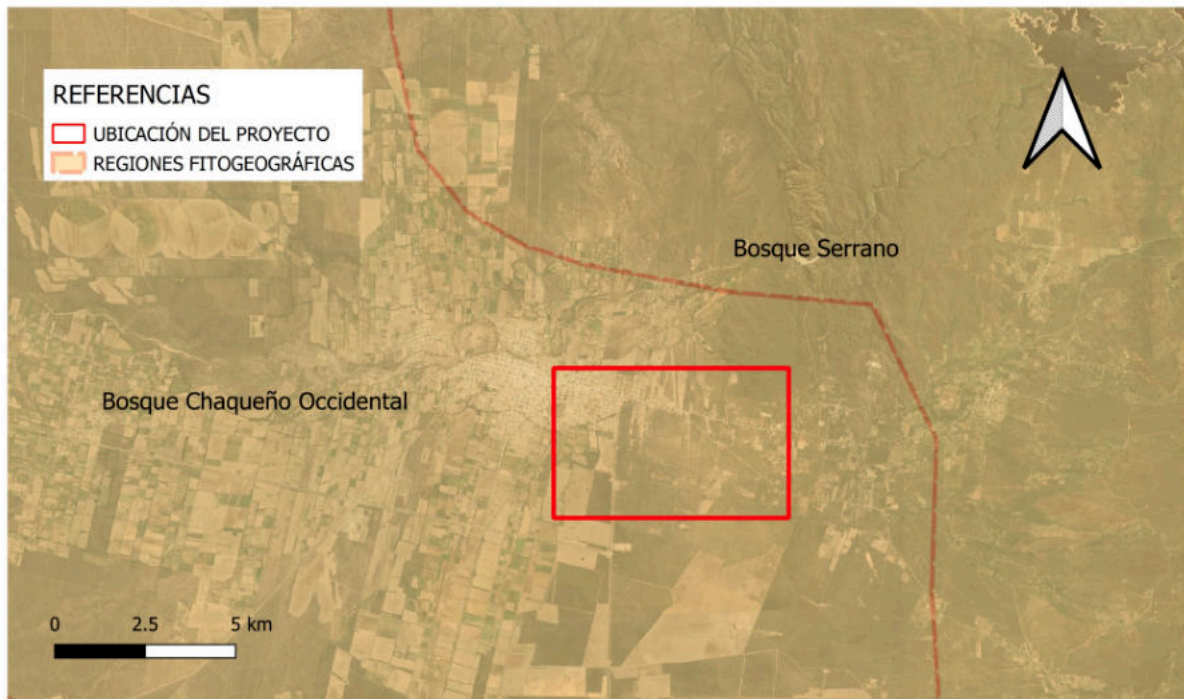 REFERENCIAS
UBICACIÓN DEL PROYECTO
REGIONES FITOGEOGRÁFICAS
Bosque Serrano
Bosque Chaqueño Occidental
0 2.5 5 km